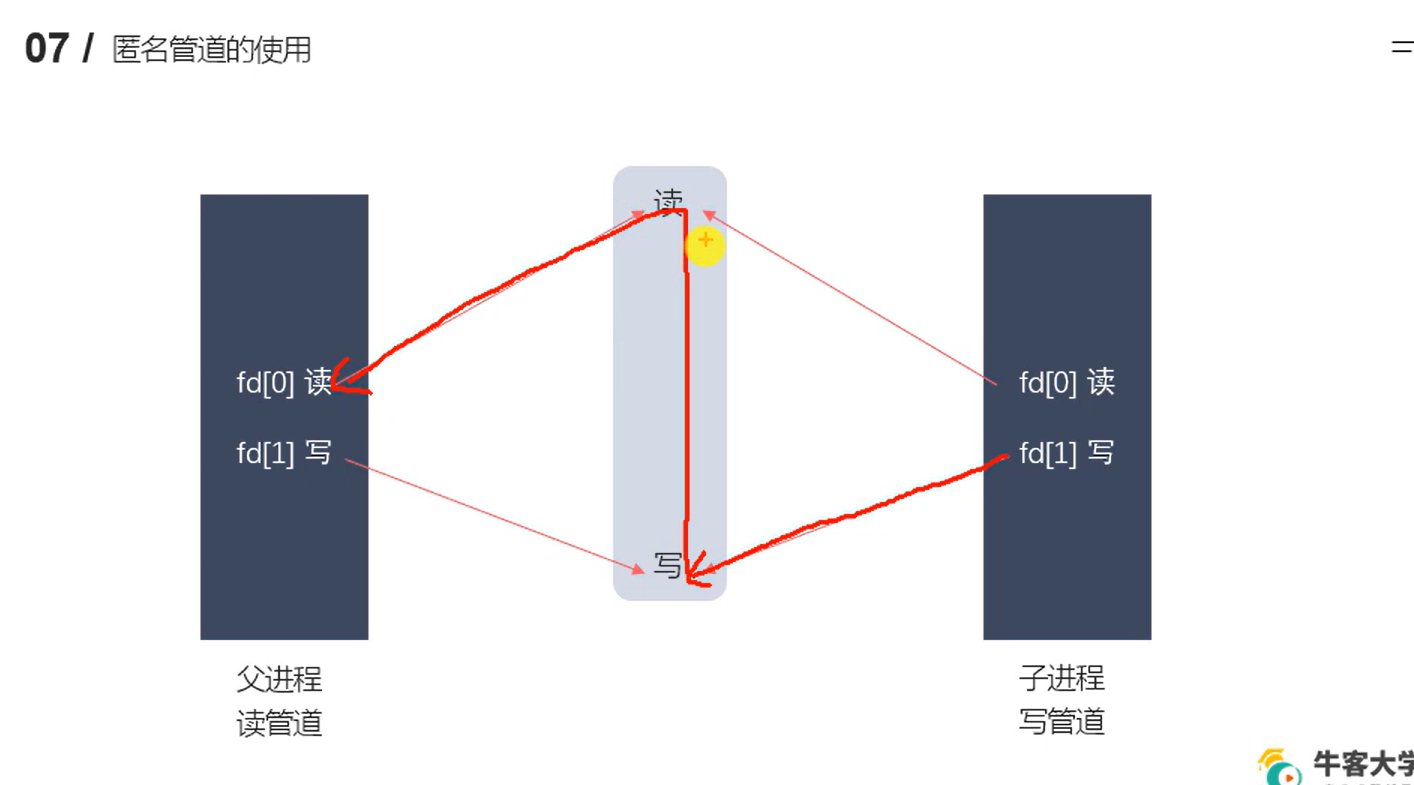 07 / 匿名管道的使用
读
fd[0] 读
fd[1] 写
写
fd[0] 读
fd[1] 写
父进程
读管道
子进程
写管道
牛客大学